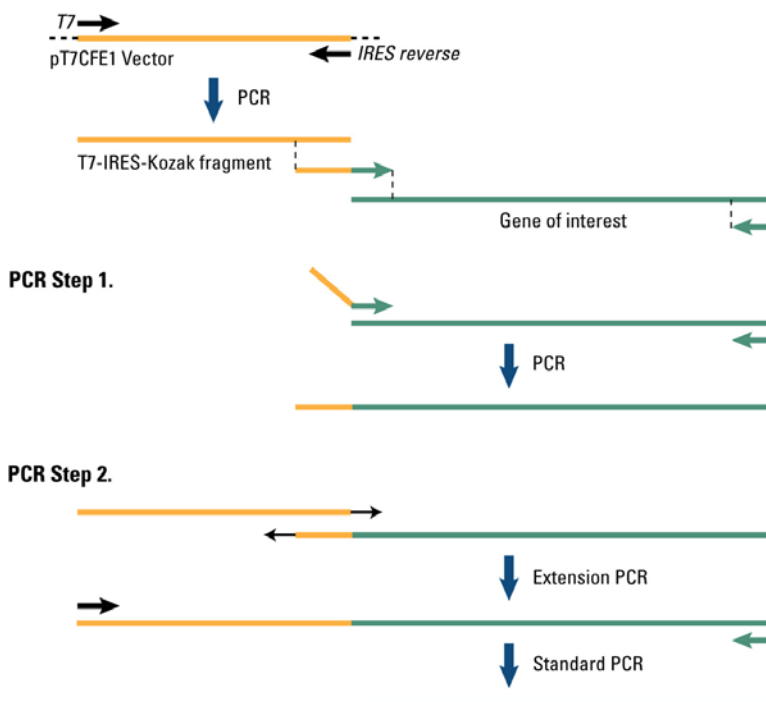 T7
pT7CFE1 Vector
IRES reverse
PCR
T7-IRES-Kozak fragment
Gene of interest
PCR Step 1.
PCR
PCR Step 2.
Extension PCR
Standard PCR